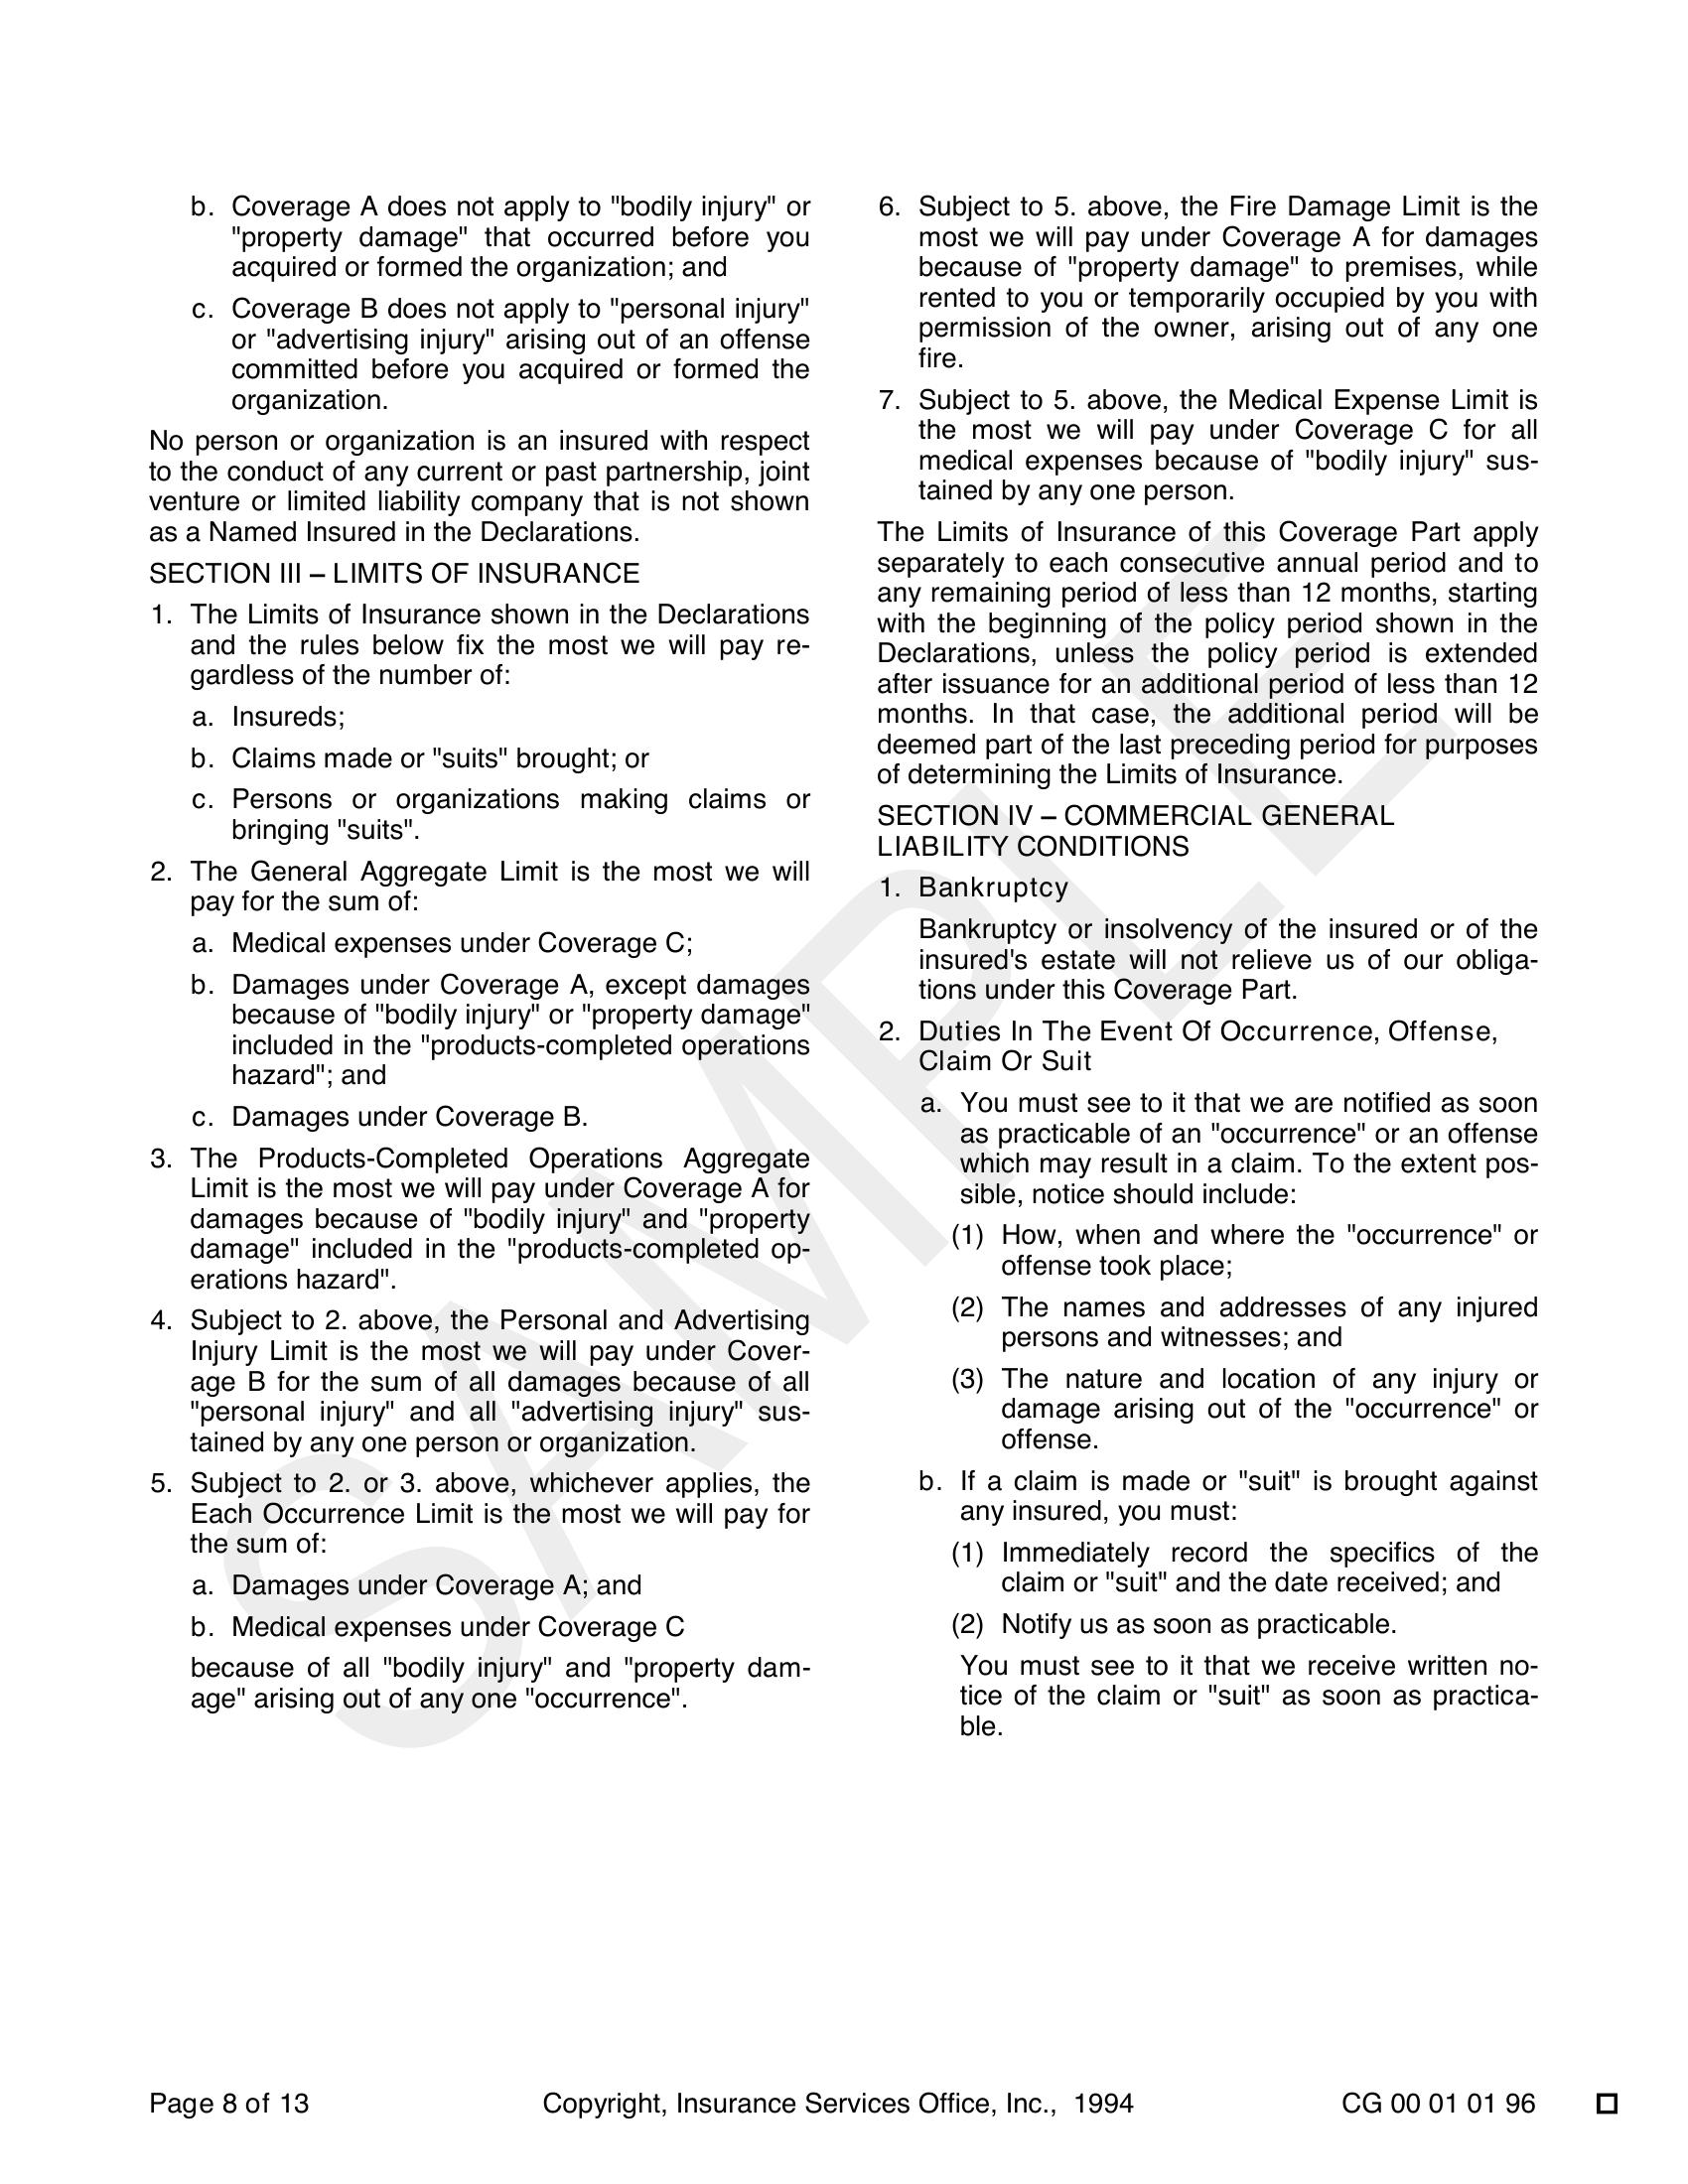 b. Coverage A does not apply to "bodily injury" or
"property damage" that occurred before you
acquired or formed the organization; and
c. Coverage B does not apply to "personal injury"
or "advertising injury" arising out of an offense
committed before you acquired or formed the
organization.
No person or organization is an insured with respect
to the conduct of any current or past partnership, joint
venture or limited liability company that is not shown
as a Named Insured in the Declarations.
SECTION III – LIMITS OF INSURANCE
1. The Limits of Insurance shown in the Declarations
and the rules below fix the most we will pay re-
gardless of the number of:
a. Insureds;
b. Claims made or "suits" brought; or
c. Persons or organizations making claims or
bringing "suits".
2. The General Aggregate Limit is the most we will
pay for the sum of:
a. Medical expenses under Coverage C;
b. Damages under Coverage A, except damages
because of "bodily injury" or "property damage"
included in the "products-completed operations
hazard"; and
c. Damages under Coverage B.
3. The Products-Completed Operations Aggregate
Limit is the most we will pay under Coverage A for
damages because of "bodily injury" and "property
damage" included in the "products-completed op-
erations hazard".
4. Subject to 2. above, the Personal and Advertising
Injury Limit is the most we will pay under Cover-
age B for the sum of all damages because of all
"personal injury" and all "advertising injury" sus-
tained by any one person or organization.
5. Subject to 2. or 3. above, whichever applies, the
Each Occurrence Limit is the most we will pay for
the sum of:
a. Damages under Coverage A; and
b. Medical expenses under Coverage C
because of all "bodily injury" and "property dam-
age" arising out of any one "occurrence".
6. Subject to 5. above, the Fire Damage Limit is the
most we will pay under Coverage A for damages
because of "property damage" to premises, while
rented to you or temporarily occupied by you with
permission of the owner, arising out of any one
fire.
7. Subject to 5. above, the Medical Expense Limit is
the most we will pay under Coverage C for all
medical expenses because of "bodily injury" sus-
tained by any one person.
The Limits of Insurance of this Coverage Part apply
separately to each consecutive annual period and to
any remaining period of less than 12 months, starting
with the beginning of the policy period shown in the
Declarations, unless the policy period is extended
after issuance for an additional period of less than 12
months. In that case, the additional period will be
deemed part of the last preceding period for purposes
of determining the Limits of Insurance.
SECTION IV – COMMERCIAL GENERAL
LIABILITY CONDITIONS
1. Bankruptcy
Bankruptcy or insolvency of the insured or of the
insured's estate will not relieve us of our obliga-
tions under this Coverage Part.
2. Duties In The Event Of Occurrence, Offense,
Claim Or Suit
a. You must see to it that we are notified as soon
as practicable of an "occurrence" or an offense
which may result in a claim. To the extent pos-
sible, notice should include:
(1) How, when and where the "occurrence" or
offense took place;
(2) The names and addresses of any injured
persons and witnesses; and
(3) The nature and location of any injury or
damage arising out of the "occurrence" or
offense.
b. If a claim is made or "suit" is brought against
any insured, you must:
(1) Immediately record the specifics of the
claim or "suit" and the date received; and
(2) Notify us as soon as practicable.
You must see to it that we receive written no-
tice of the claim or "suit" as soon as practica-
ble.
SAMPLE
Page 8 of 13 Copyright, Insurance Services Office, Inc., 1994 CG 00 01 01 96